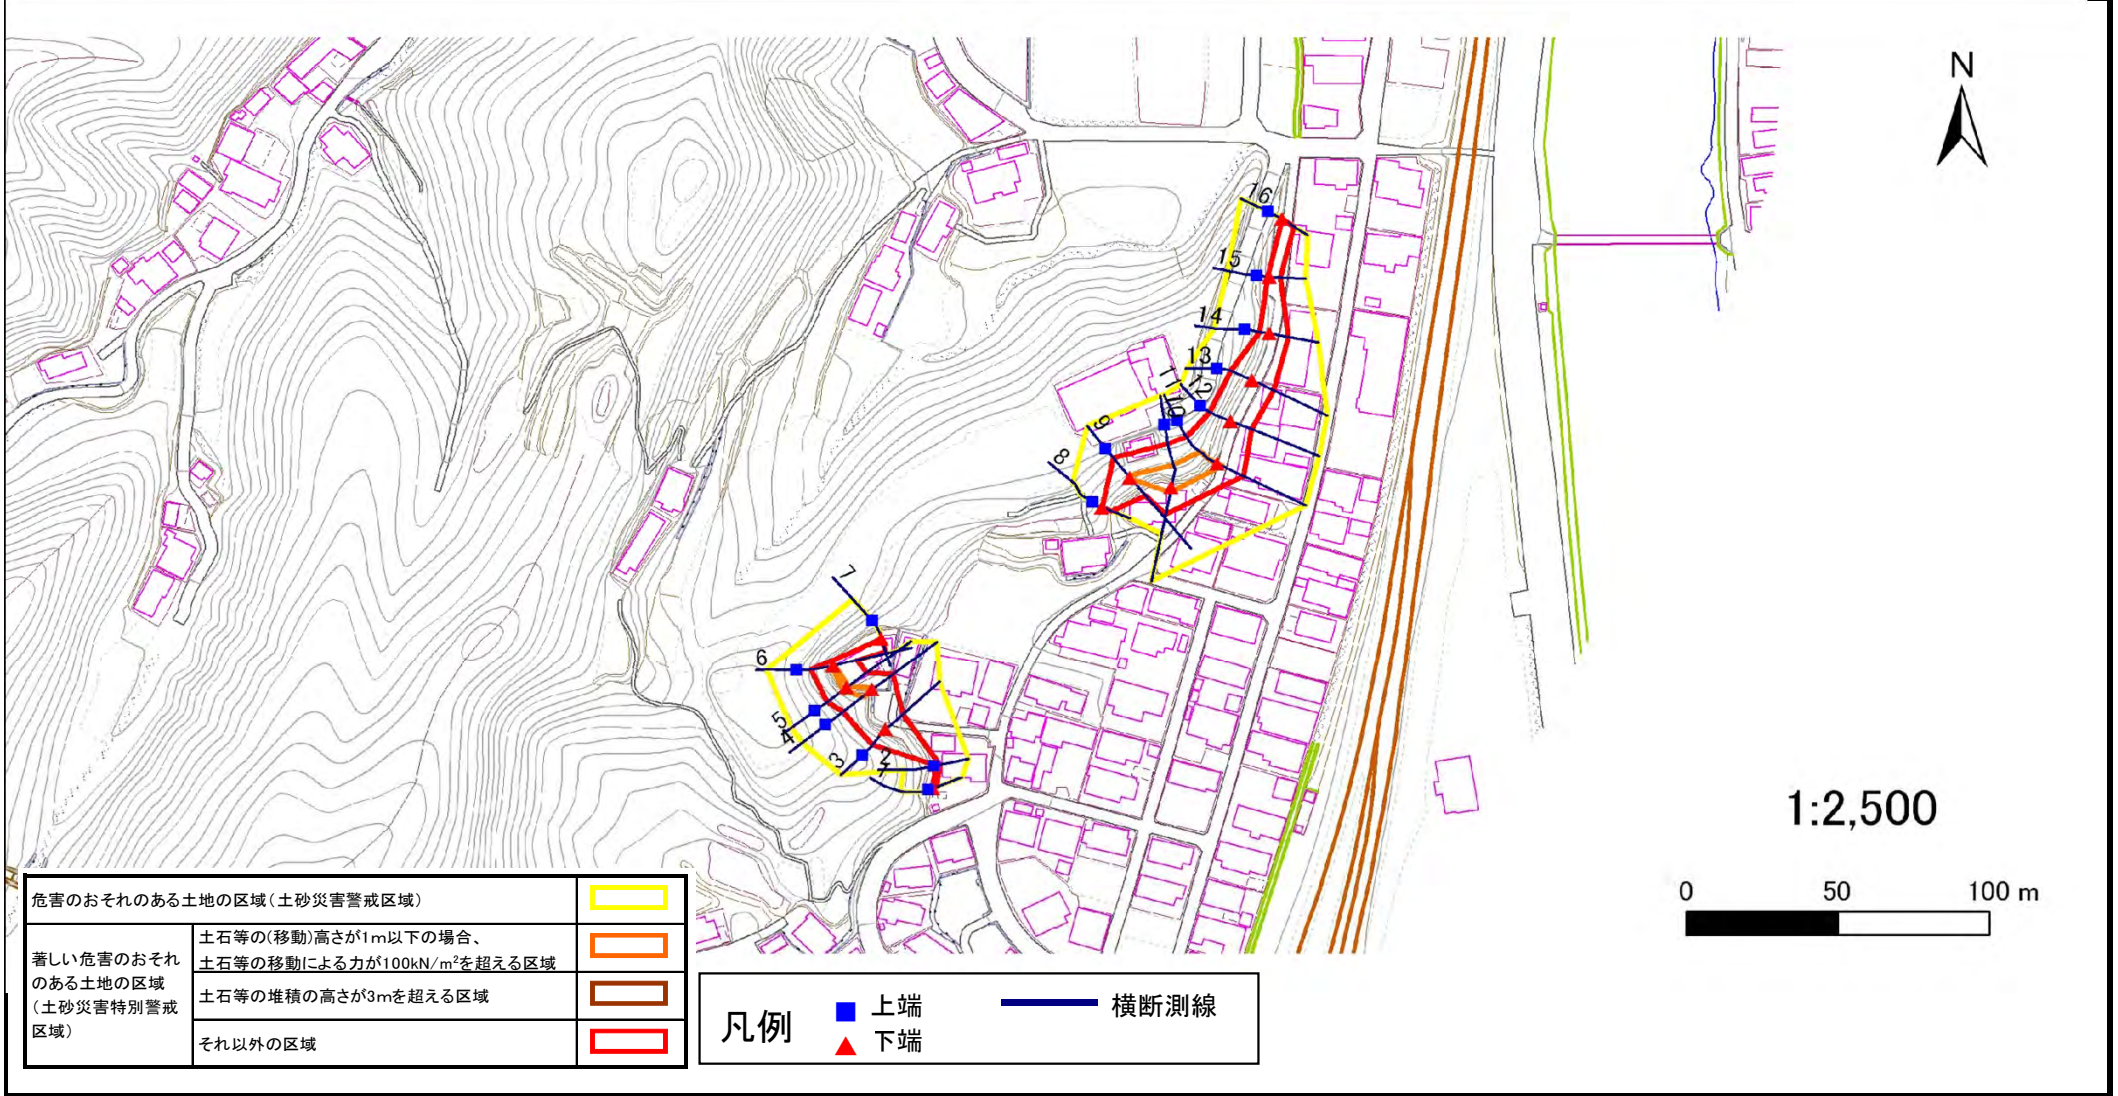 N
16
15
14
13
12
11
10
9
8
7
6
5
4
3
2
1:2,500
0 50 100 m
危害のおそれのある土地の区域（土砂災害警戒区域）
著しい危害のおそれ
のある土地の区域
（土砂災害特別警戒
区域）
土石等の(移動)高さが1m以下の場合、
土石等の移動による力が100kN/m²を超える区域
土石等の堆積の高さが3mを超える区域
それ以外の区域
凡例
上端
下端
横断測線